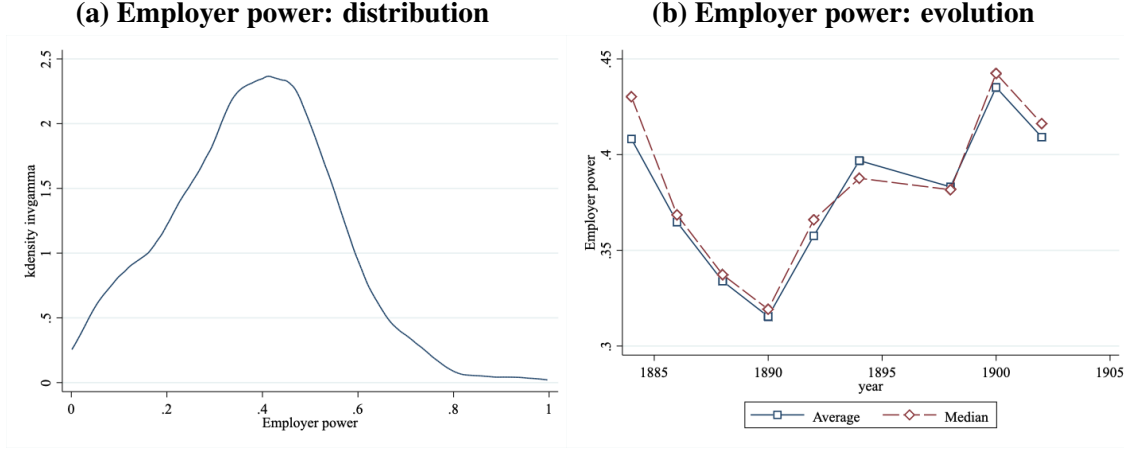 (a) Employer power: distribution
2.5
2
1.5
1
.5
0
kdensity invgamma
0 .2 .4 .6 .8 1
Employer power
(b) Employer power: evolution
.45
.4
.35
.3
Employer power
1885 1890 1895 1900 1905
year
Average Median